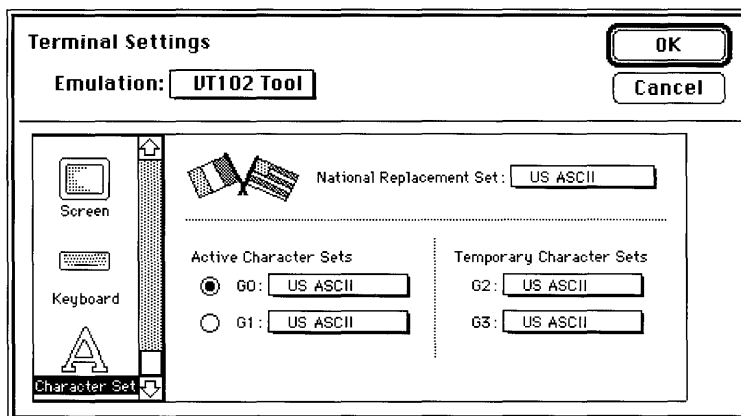 Terminal Settings
OK
Emulation: VT102 Tool
Cancel
Screen
Keyboard
Character Set
National Replacement Set: US ASCII
Active Character Sets
G0: US ASCII
G1: US ASCII
Temporary Character Sets
G2: US ASCII
G3: US ASCII